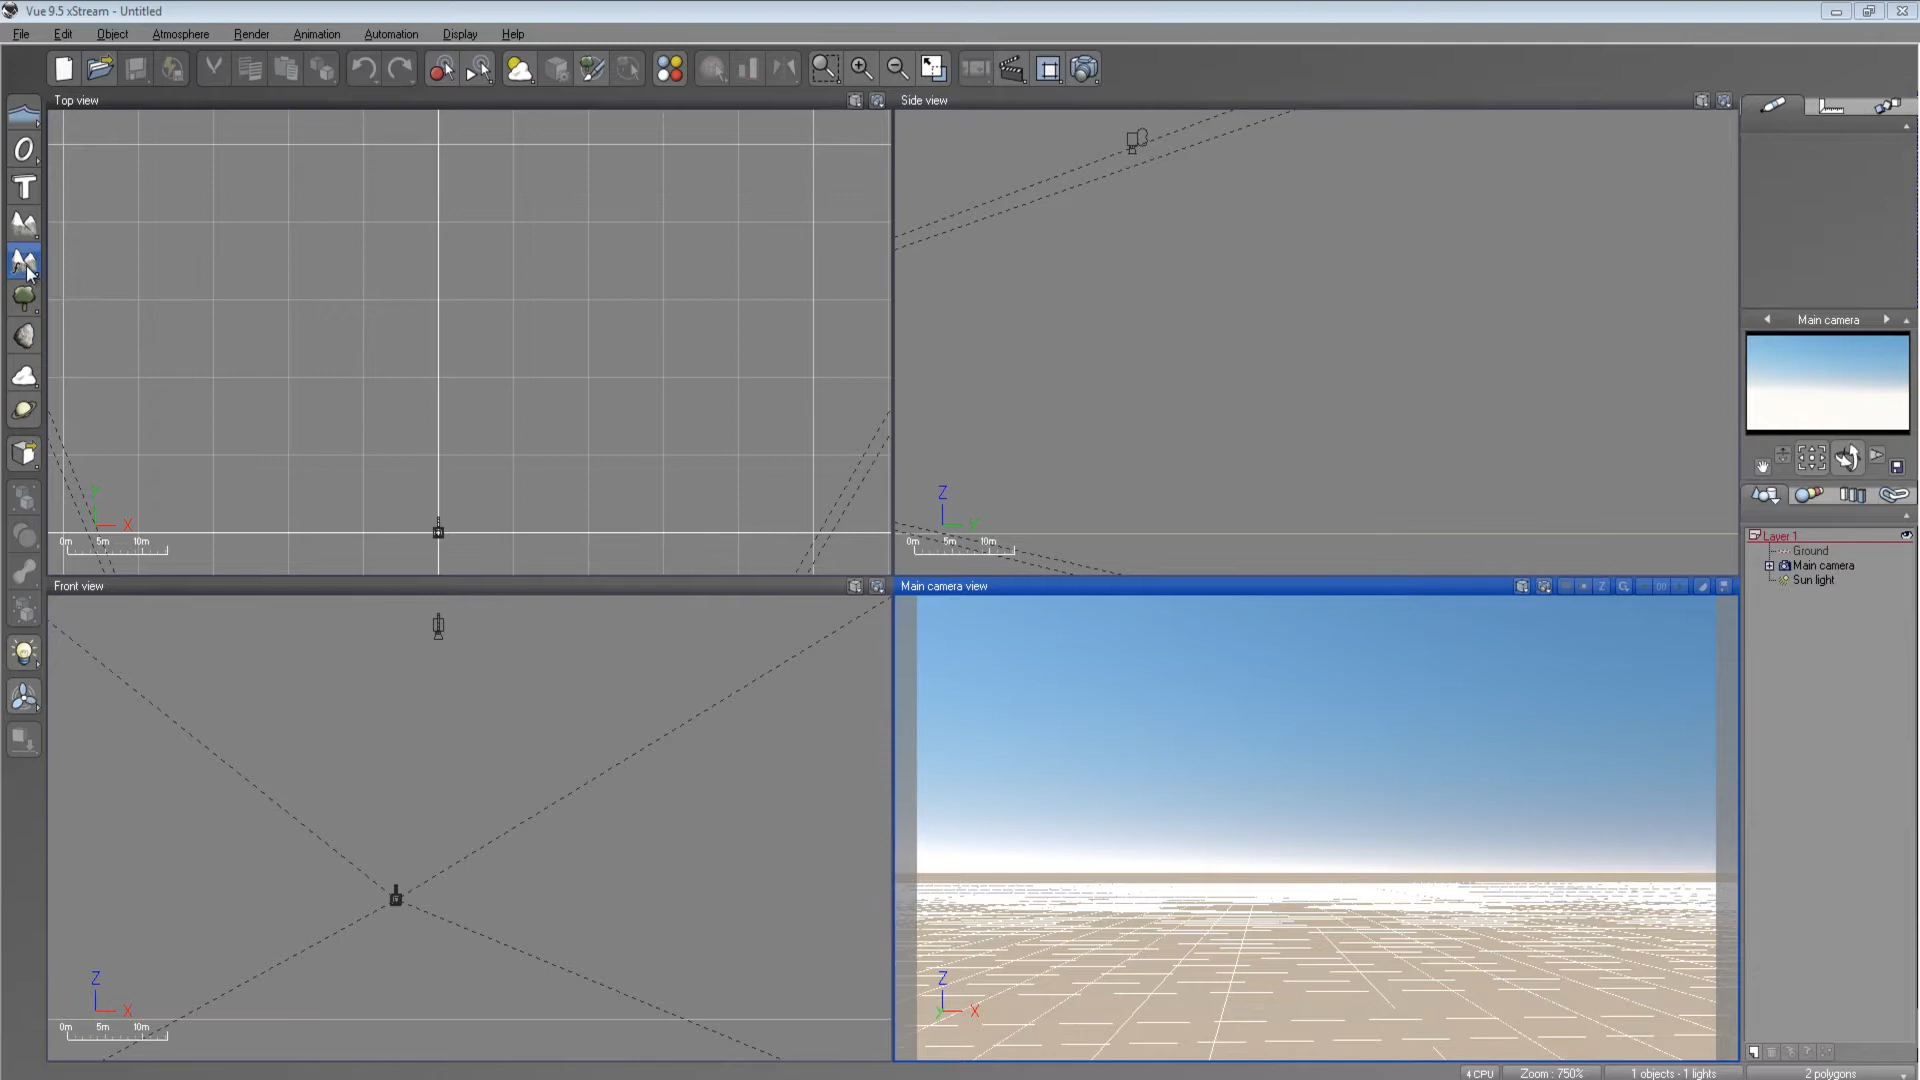 Vue 9.5 xStream - Untitled
File Edit Object Atmosphere Render Animation Automation Display Help
Top view
Side view
Main camera
Y
X
0m 5m 10m
Z
Y
0m 5m 10m
Layer 1
Ground
Main camera
Sun light
Front view
Main camera view
Z
X
0m 5m 10m
Z
Y
X
4 CPU
Zoom : 750%
1 objects - 1 lights
2 polygons